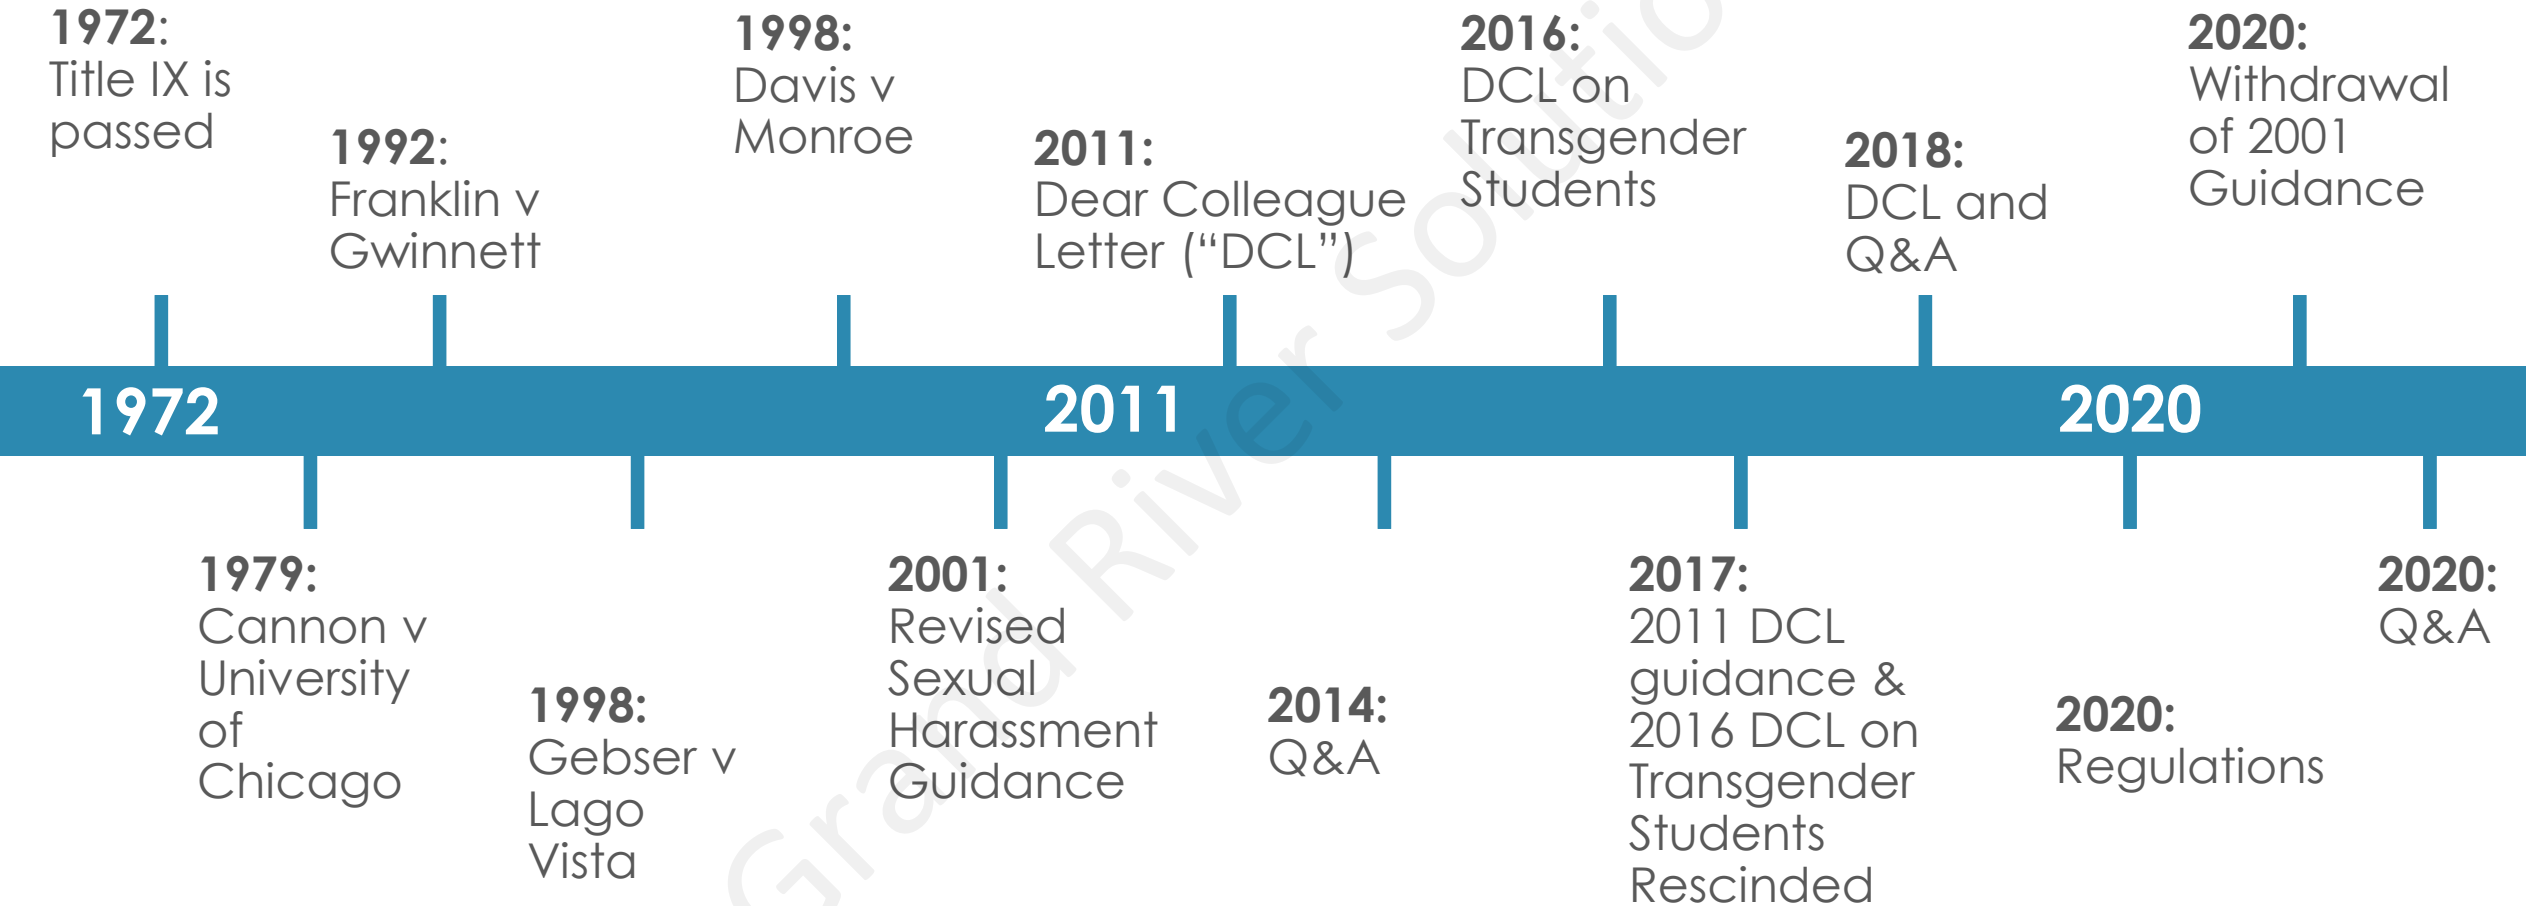 1972:
Title IX is
passed
1992:
Franklin v
Gwinnett
1998:
Davis v
Monroe
2011:
Dear Colleague
Letter (“DCL”)
2016:
DCL on
Transgender
Students
2018:
DCL and
Q&A
2020:
Withdrawal
of 2001
Guidance
1972
2011
2020
1979:
Cannon v
University
of
Chicago
1998:
Gebser v
Lago
Vista
2001:
Revised
Sexual
Harassment
Guidance
2014:
Q&A
2017:
2011 DCL
guidance &
2016 DCL on
Transgender
Students
Rescinded
2020:
Regulations
2020:
Q&A
Grand River Solutio